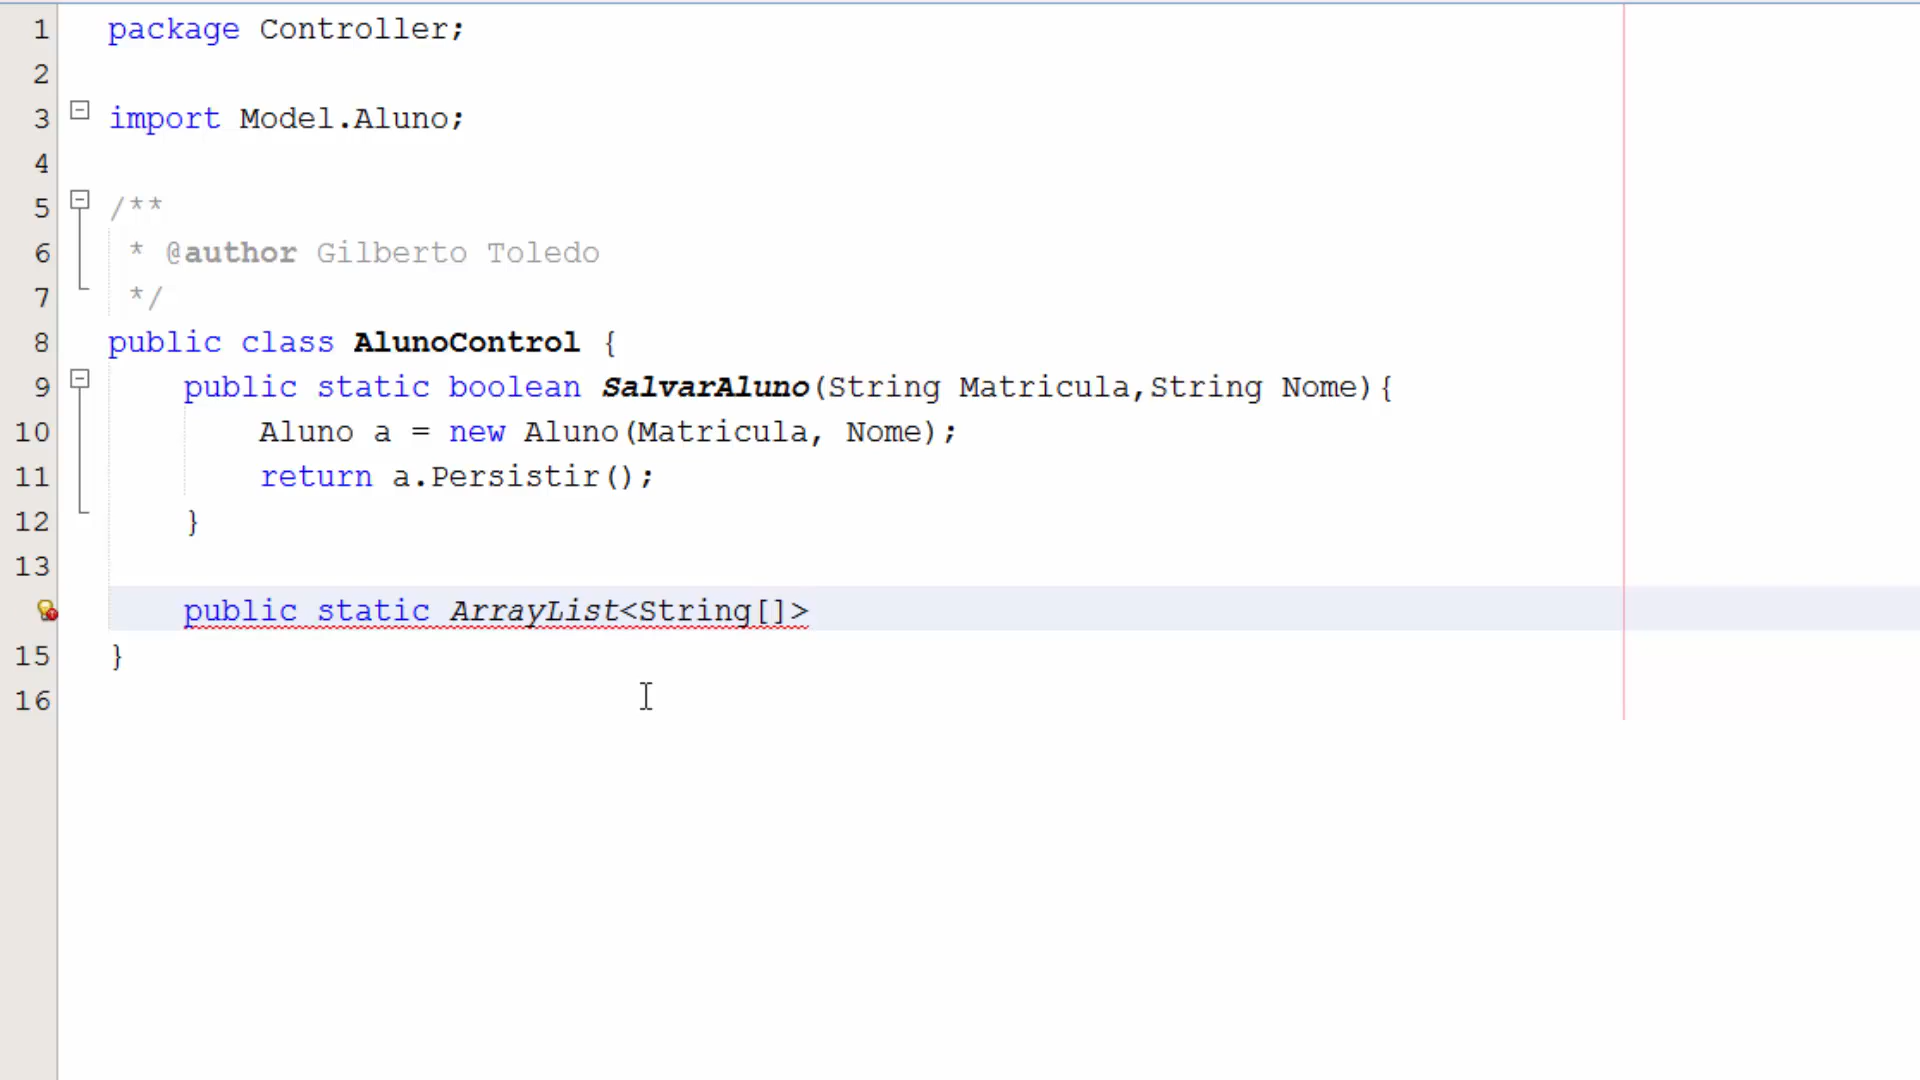 1 package Controller;
2
3 import Model.Aluno;
4
5 /**
6 * @author Gilberto Toledo
7 */
8 public class AlunoControl {
9 public static boolean SalvarAluno(String Matricula,String Nome){
10 Aluno a = new Aluno(Matricula, Nome);
11 return a.Persistir();
12 }
13
public static ArrayList<String[]>
15 }
16